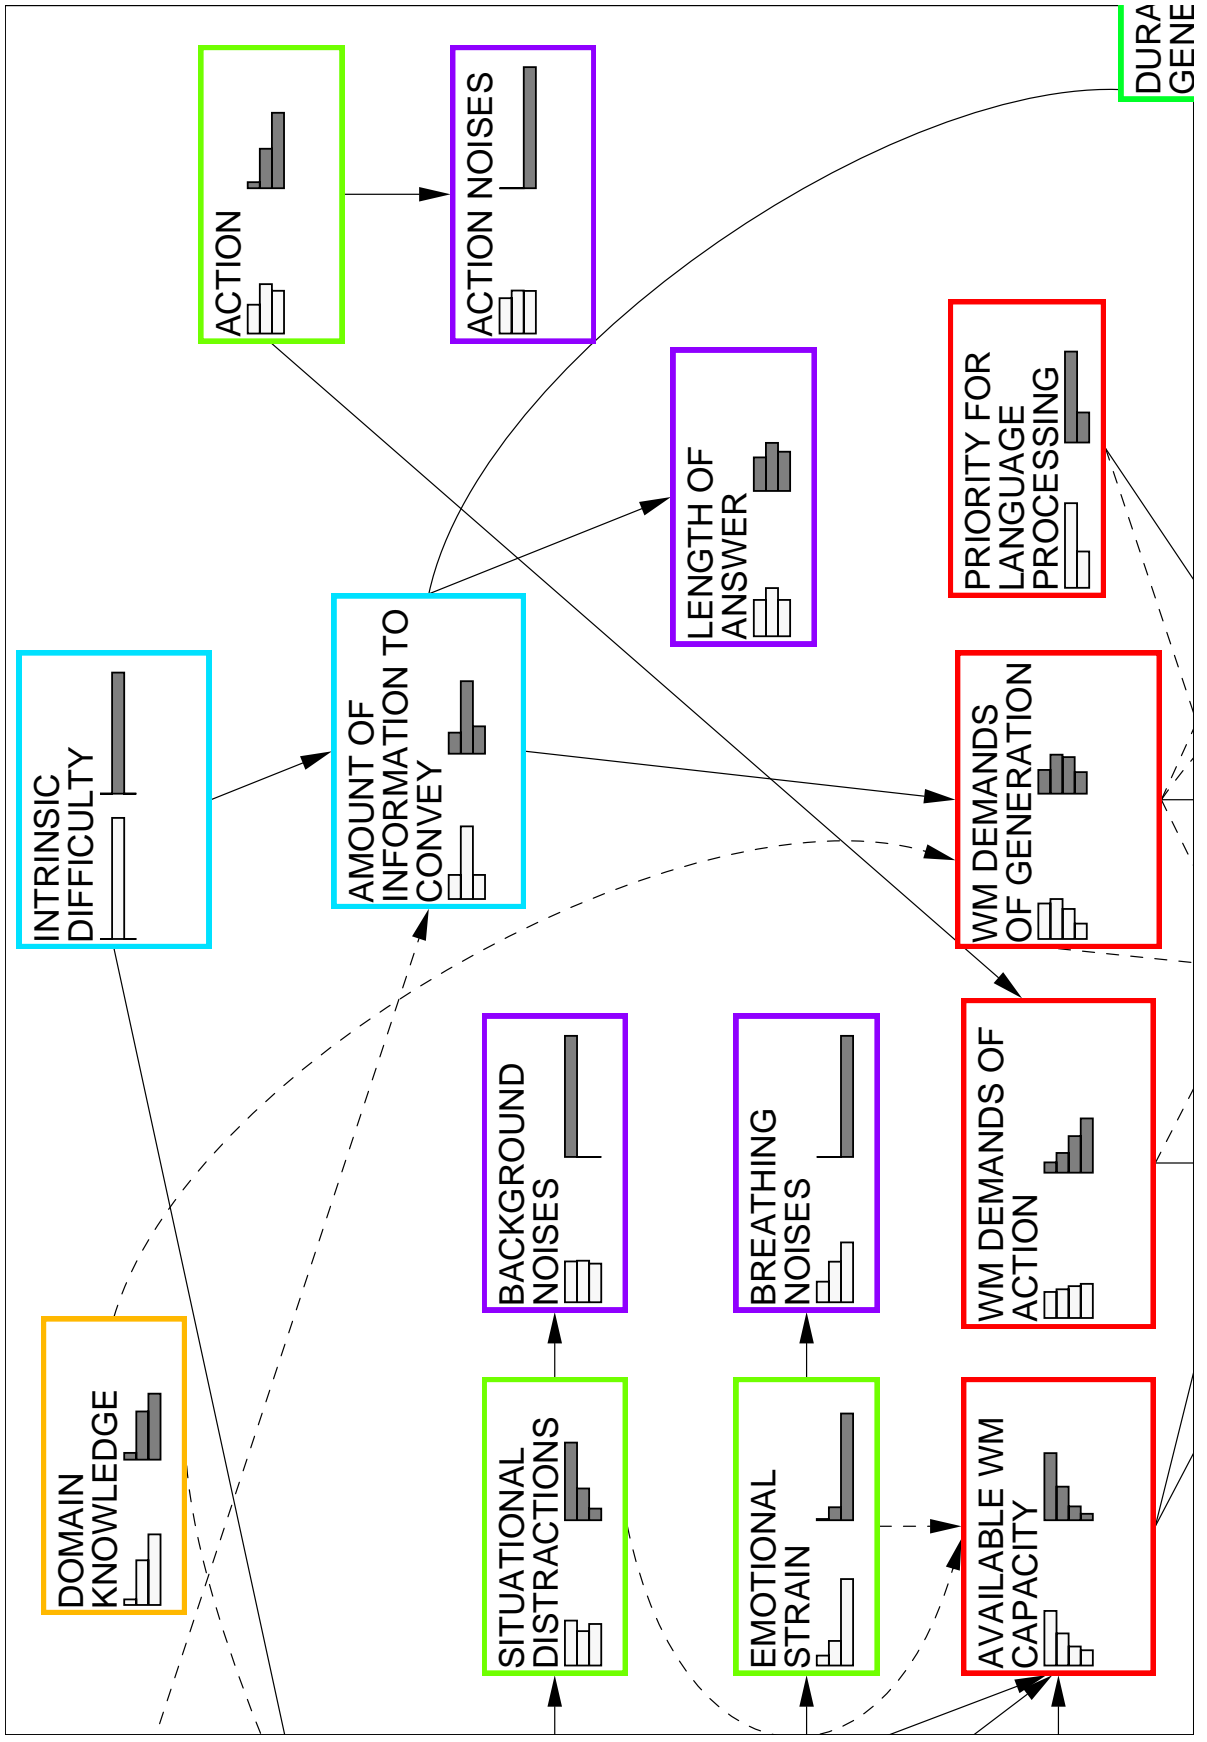 INTRINSIC
DIFFICULTY
ACTION
ACTION NOISES
AMOUNT OF
INFORMATION TO
CONVEY
LENGTH OF
ANSWER
DURA
GENE
PRIORITY FOR
LANGUAGE
PROCESSING
WM DEMANDS
OF GENERATION
DOMAIN
KNOWLEDGE
BACKGROUND
NOISES
BREATHING
NOISES
WM DEMANDS OF
ACTION
SITUATIONAL
DISTRACTIONS
EMOTIONAL
STRAIN
AVAILABLE WM
CAPACITY